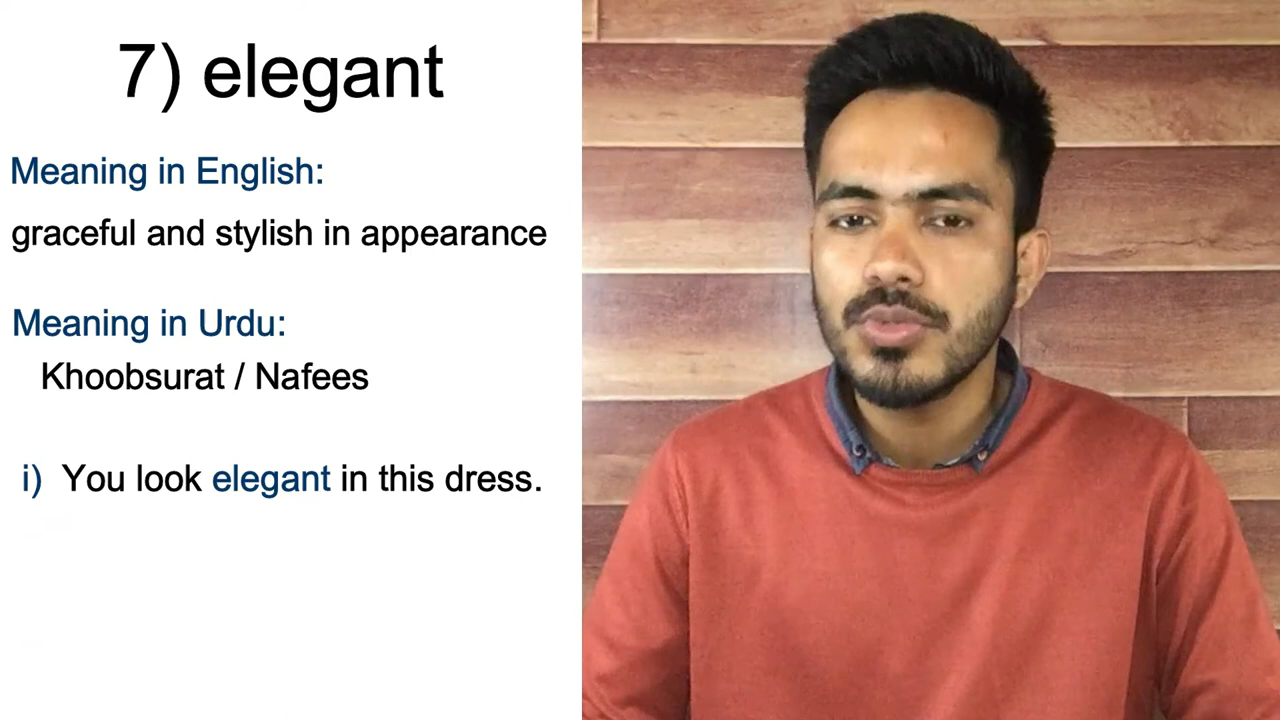 7) elegant
Meaning in English:
graceful and stylish in appearance
Meaning in Urdu:
Khoobsurat / Nafees
i) You look elegant in this dress.